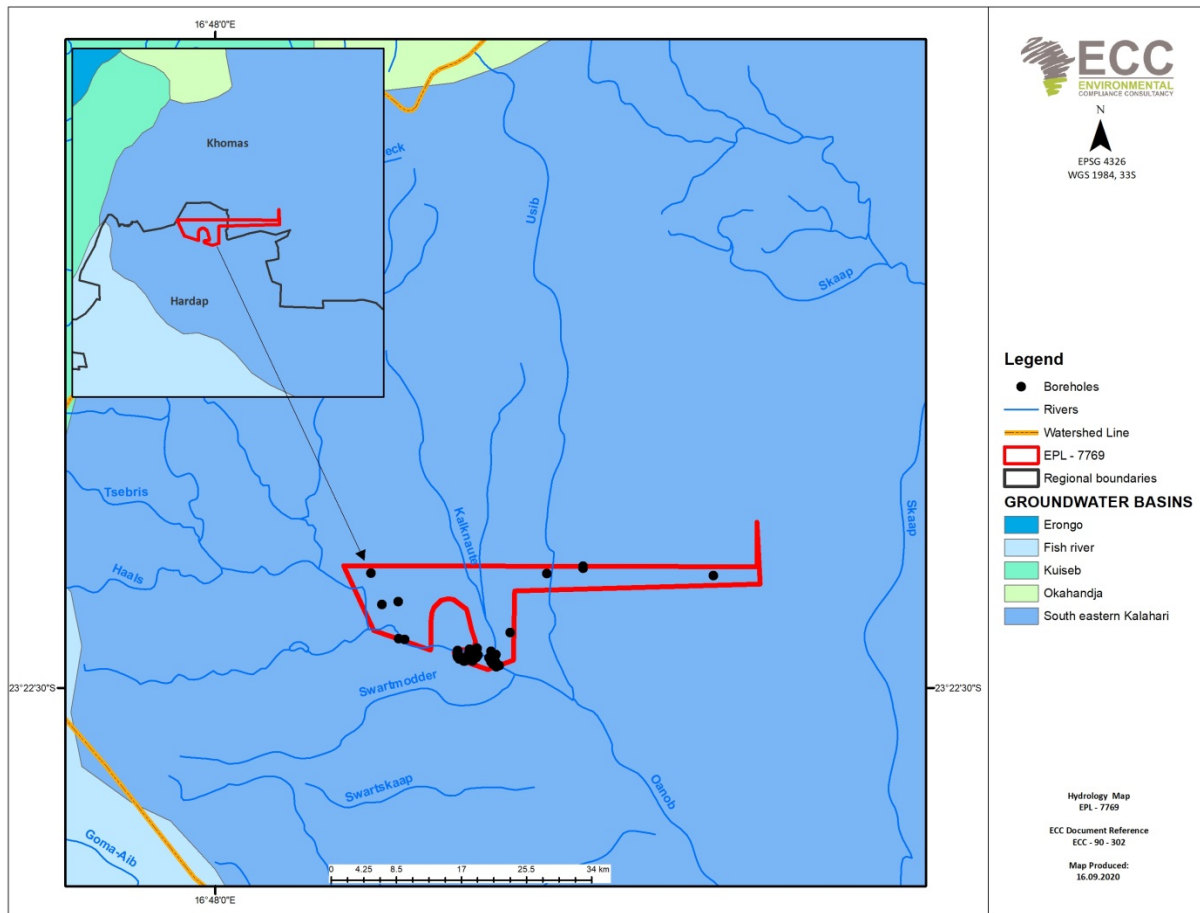 16°48'0"E
Khomas
Hardap
eck
Usib
Skaap
Tsebris
Haals
Kalknaute
Skaap
Swartmodder
23°22'30"S
23°22'30"S
Swartskaap
Oanob
Goma-Aib
0 4.25 8.5 17 25.5 34 km
16°48'0"E
ECC
ENVIRONMENTAL
COMPLIANCE CONSULTANCY
N
EPSG 4326
WGS 1984, 33S
Legend
Boreholes
Rivers
Watershed Line
EPL - 7769
Regional boundaries
GROUNDWATER BASINS
Erongo
Fish river
Kuiseb
Okahandja
South eastern Kalahari
Hydrology Map
EPL - 7769
ECC Document Reference
ECC - 90 - 302
Map Produced:
16.09.2020